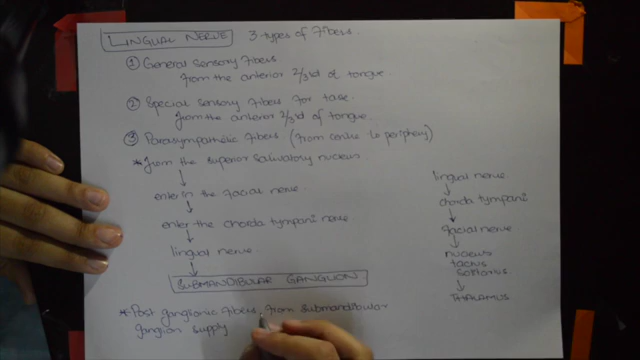 LINGUAL NERVE 3 types of Fibers.
① General Sensory Fibers
From the anterior 2/3rd of tongue.
② Special Sensory Fibers For taste.
From the anterior 2/3rd of tongue.
③ Parasympathetic Fibers (From centre to periphery)
* From the superior salivatory nucleus.
↓
enter in the Facial nerve.
↓
enter the chorda tympani nerve
↓
lingual nerve.
↓
SUBMANDIBULAR GANGLION
* Post ganglionic Fibers, From submandibular
ganglion supply
lingual nerve
↓
chorda tympani
↓
Facial nerve
↓
nucleus
tactus
solitarius
↓
THALAMUS